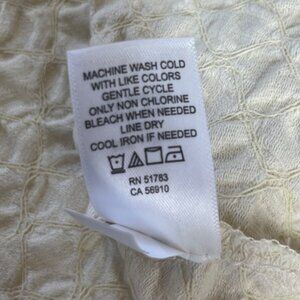 MACHINE WASH COLD
WITH LIKE COLORS
GENTLE CYCLE
ONLY NON CHLORINE
BLEACH WHEN NEEDED
LINE DRY
COOL IRON IF NEEDED
RN 51783
CA 56910